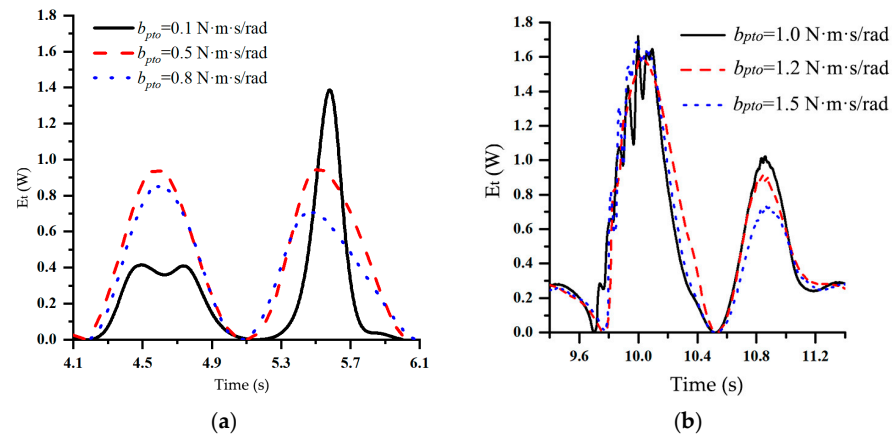 1.8
1.6
1.4
1.2
1.0
0.8
0.6
0.4
0.2
0.0
Et (W)
bpto=0.1 N·m·s/rad
bpto=0.5 N·m·s/rad
bpto=0.8 N·m·s/rad
4.1 4.5 4.9 5.3 5.7 6.1
Time (s)
(a)
1.8
1.6
1.4
1.2
1.0
0.8
0.6
0.4
0.2
0.0
Et (W)
bpto=1.0 N·m·s/rad
bpto=1.2 N·m·s/rad
bpto=1.5 N·m·s/rad
9.6 10.0 10.4 10.8 11.2
Time (s)
(b)